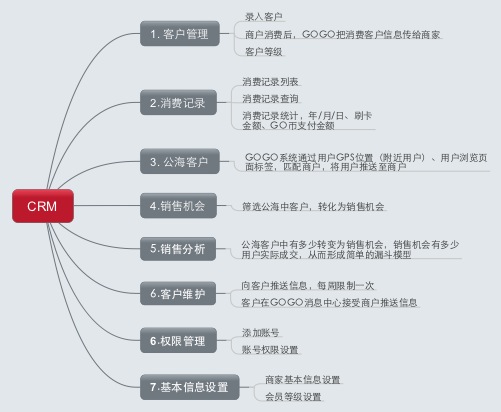 CRM
1. 客户管理
录入客户
商户消费后，GOGO把消费客户信息传给商家
客户等级
2.消费记录
消费记录列表
消费记录查询
消费记录统计，年/月/日、刷卡
金额、GO币支付金额
3. 公海客户
GOGO系统通过用户GPS位置（附近用户）、用户浏览页
面标签，匹配商户，将用户推送至商户
4.销售机会
筛选公海中客户，转化为销售机会
5.销售分析
公海客户中有多少转变为销售机会，销售机会有多少
用户实际成交，从而形成简单的漏斗模型
6.客户维护
向客户推送信息，每周限制一次
客户在GOGO消息中心接受商户推送信息
6.权限管理
添加账号
账号权限设置
7.基本信息设置
商家基本信息设置
会员等级设置